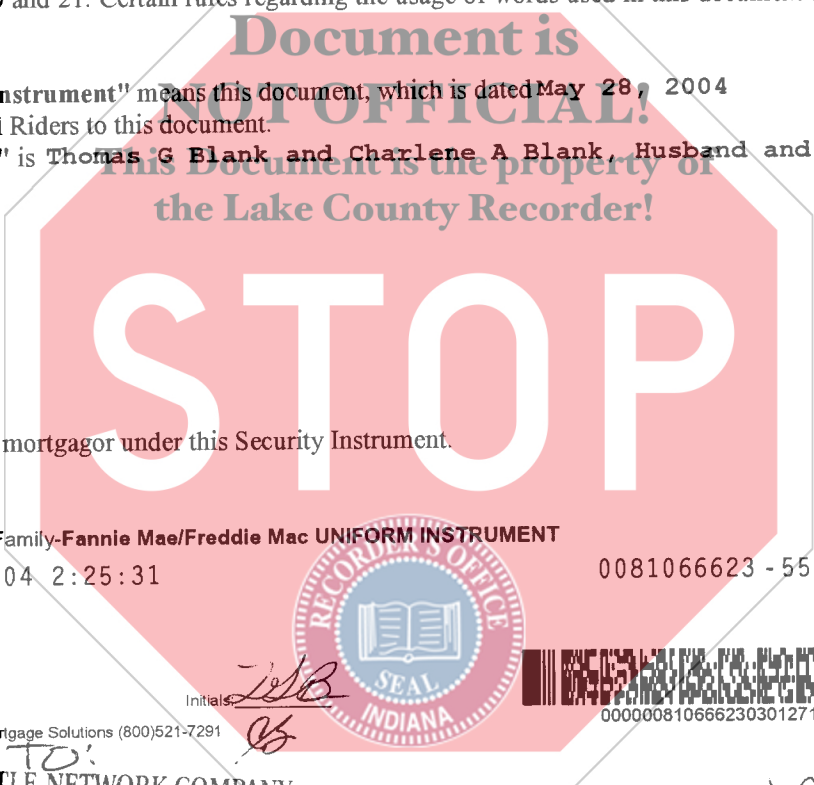 and 21. Certain rules regarding the usage of words used in this document
Document is
NOT OFFICIAL!
nstrument" means this document, which is dated May 28, 2004
Riders to this document.
" is Thomas G Blank and Charlene A Blank, Husband and
This Document is the property of
the Lake County Recorder!
STOP
mortgagor under this Security Instrument.
Family-Fannie Mae/Freddie Mac UNIFORM INSTRUMENT
04 2:25:31
0081066623 - 55
RECORDER'S OFFICE
SEAL
INDIANA
Initials:
000000810666230301271
rtgage Solutions (800)521-7291
TO:
TLE NETWORK COMPANY